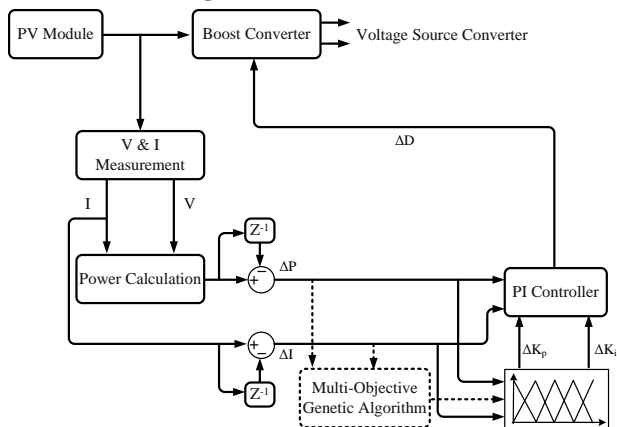 PV Module
Boost Converter
Voltage Source Converter
V & I
Measurement
ΔD
I
V
Z⁻¹
Power Calculation
+
−
ΔP
PI Controller
+
−
ΔI
Z⁻¹
ΔKₚ
ΔKᵢ
Multi-Objective
Genetic Algorithm